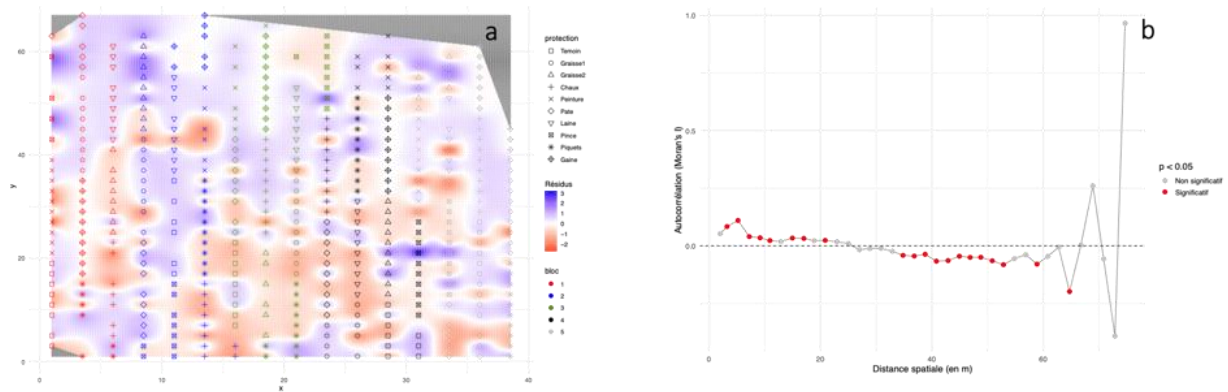 a
60
40
20
0
y
0
10
20
30
40
x
protection
Temoin
Graisse1
Graisse2
Chaux
Peinture
Pate
Laine
Pince
Piquets
Gaine
Résidus
3
2
1
0
−1
−2
bloc
1
2
3
4
5
b
1.0
0.5
0.0
Autocorrélation (Moran's I)
0
20
40
60
Distance spatiale (en m)
p < 0.05
Non significatif
Significatif